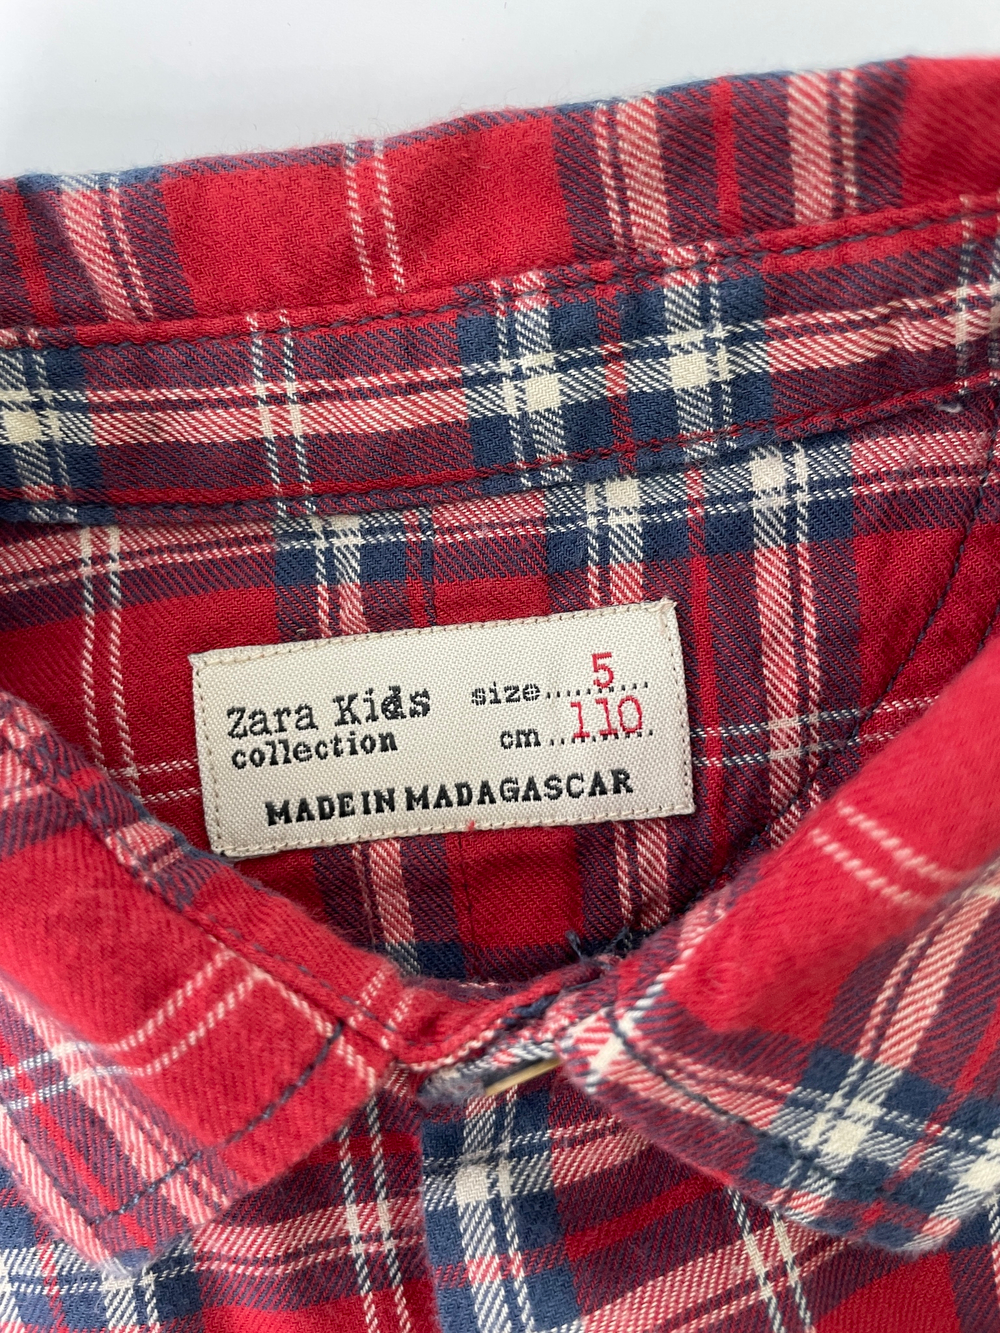 Zara Kids
collection
size.....5....
cm..110.
MADE IN MADAGASCAR